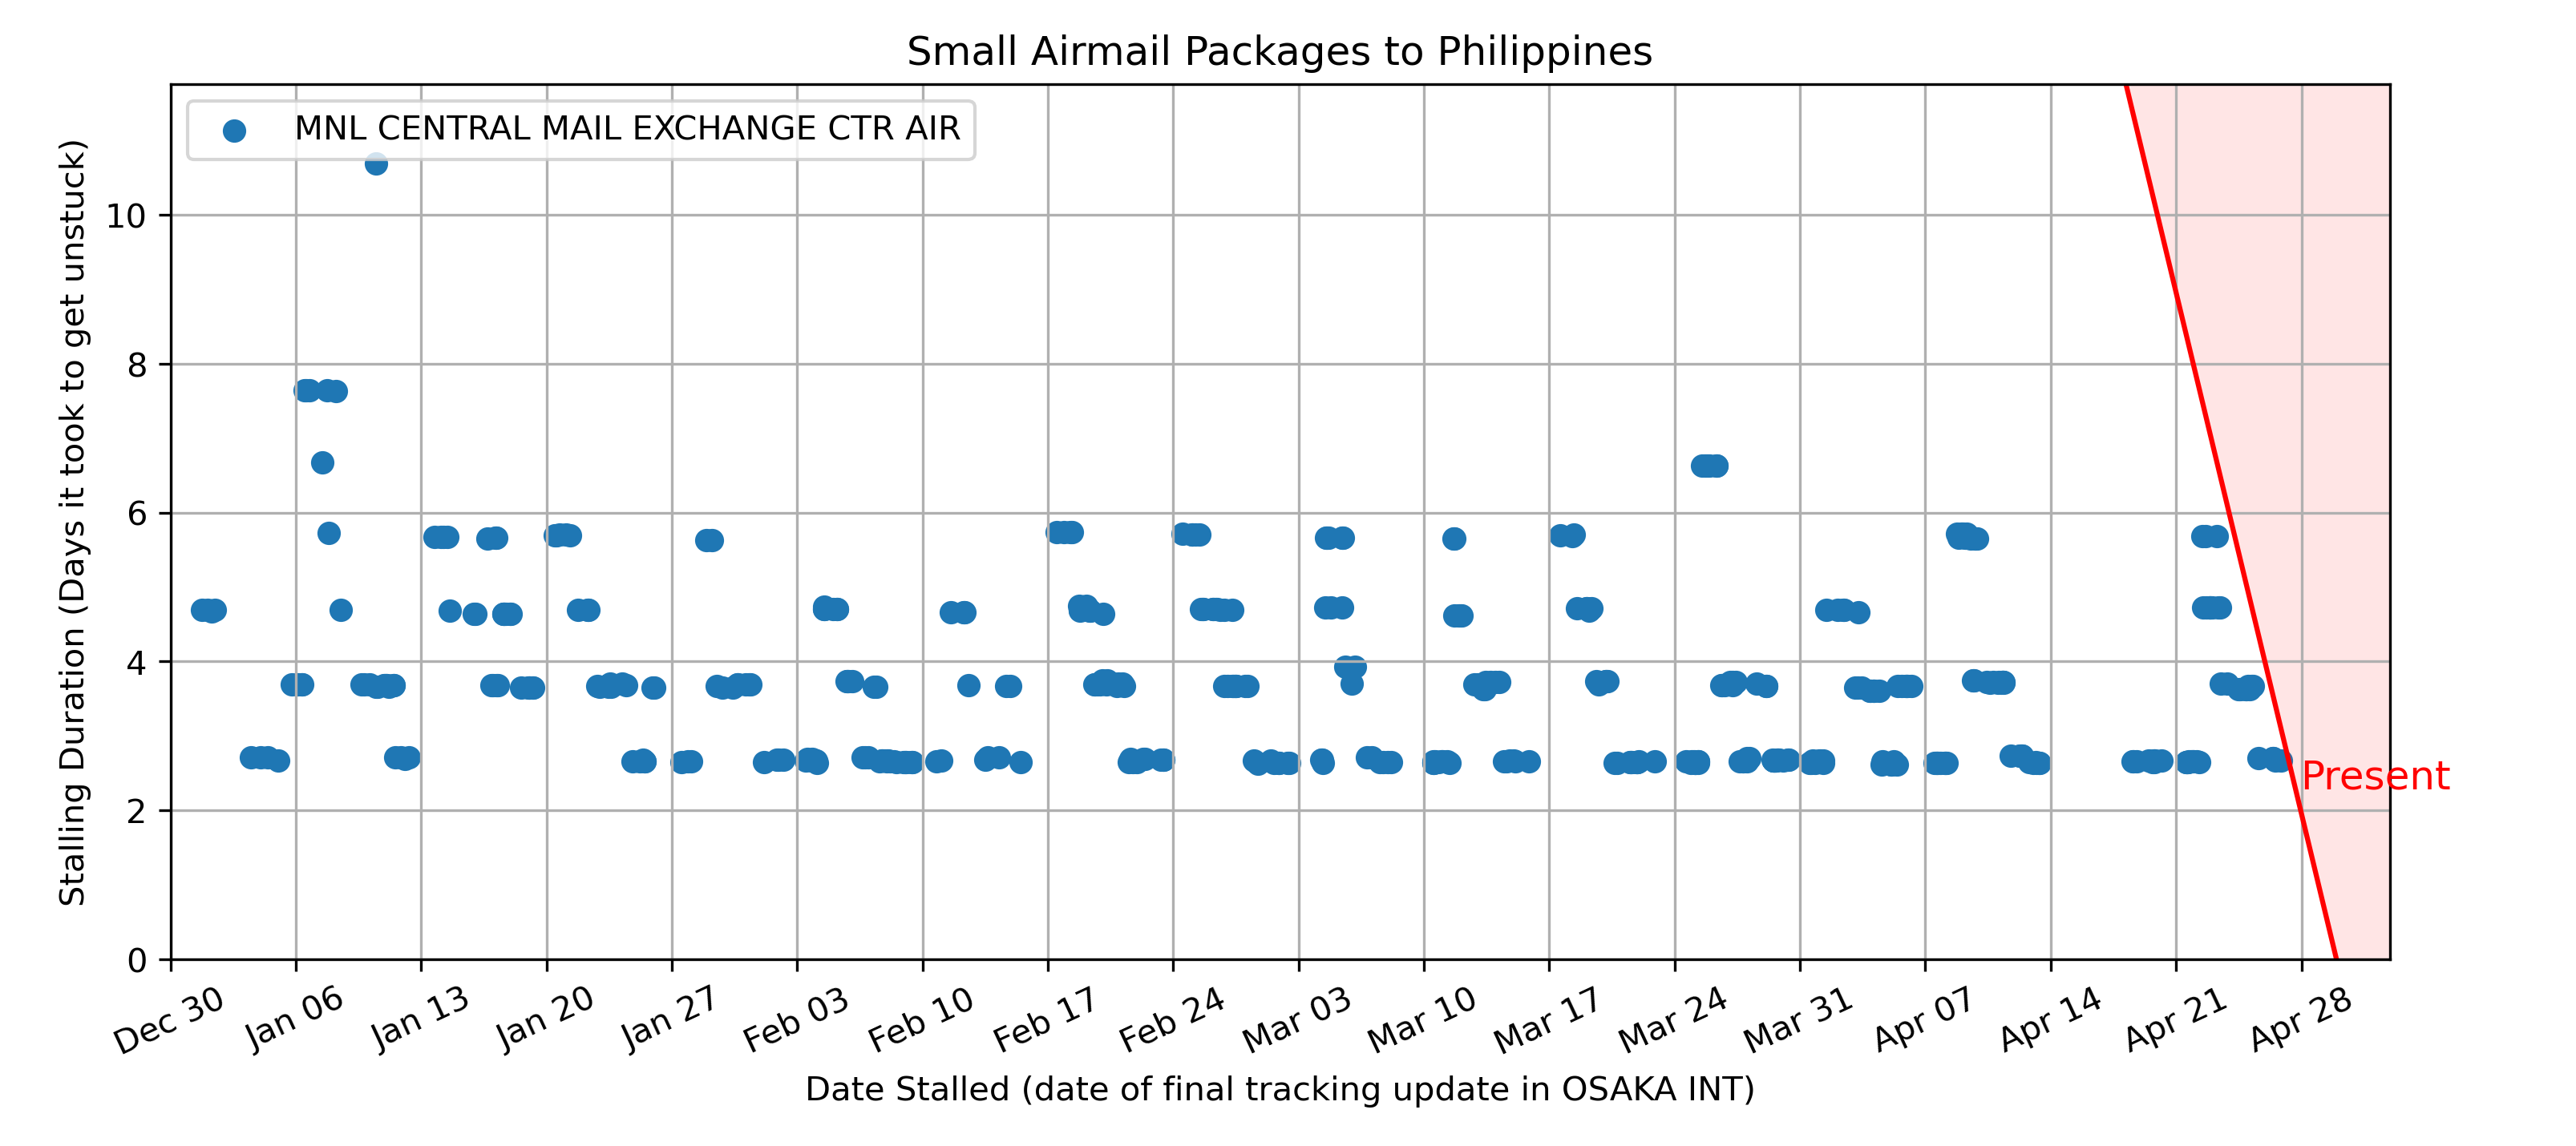 Small Airmail Packages to Philippines
MNL CENTRAL MAIL EXCHANGE CTR AIR
Stalling Duration (Days it took to get unstuck)
10
8
6
4
2
0
Present
Dec 30
Jan 06
Jan 13
Jan 20
Jan 27
Feb 03
Feb 10
Feb 17
Feb 24
Mar 03
Mar 10
Mar 17
Mar 24
Mar 31
Apr 07
Apr 14
Apr 21
Apr 28
Date Stalled (date of final tracking update in OSAKA INT)